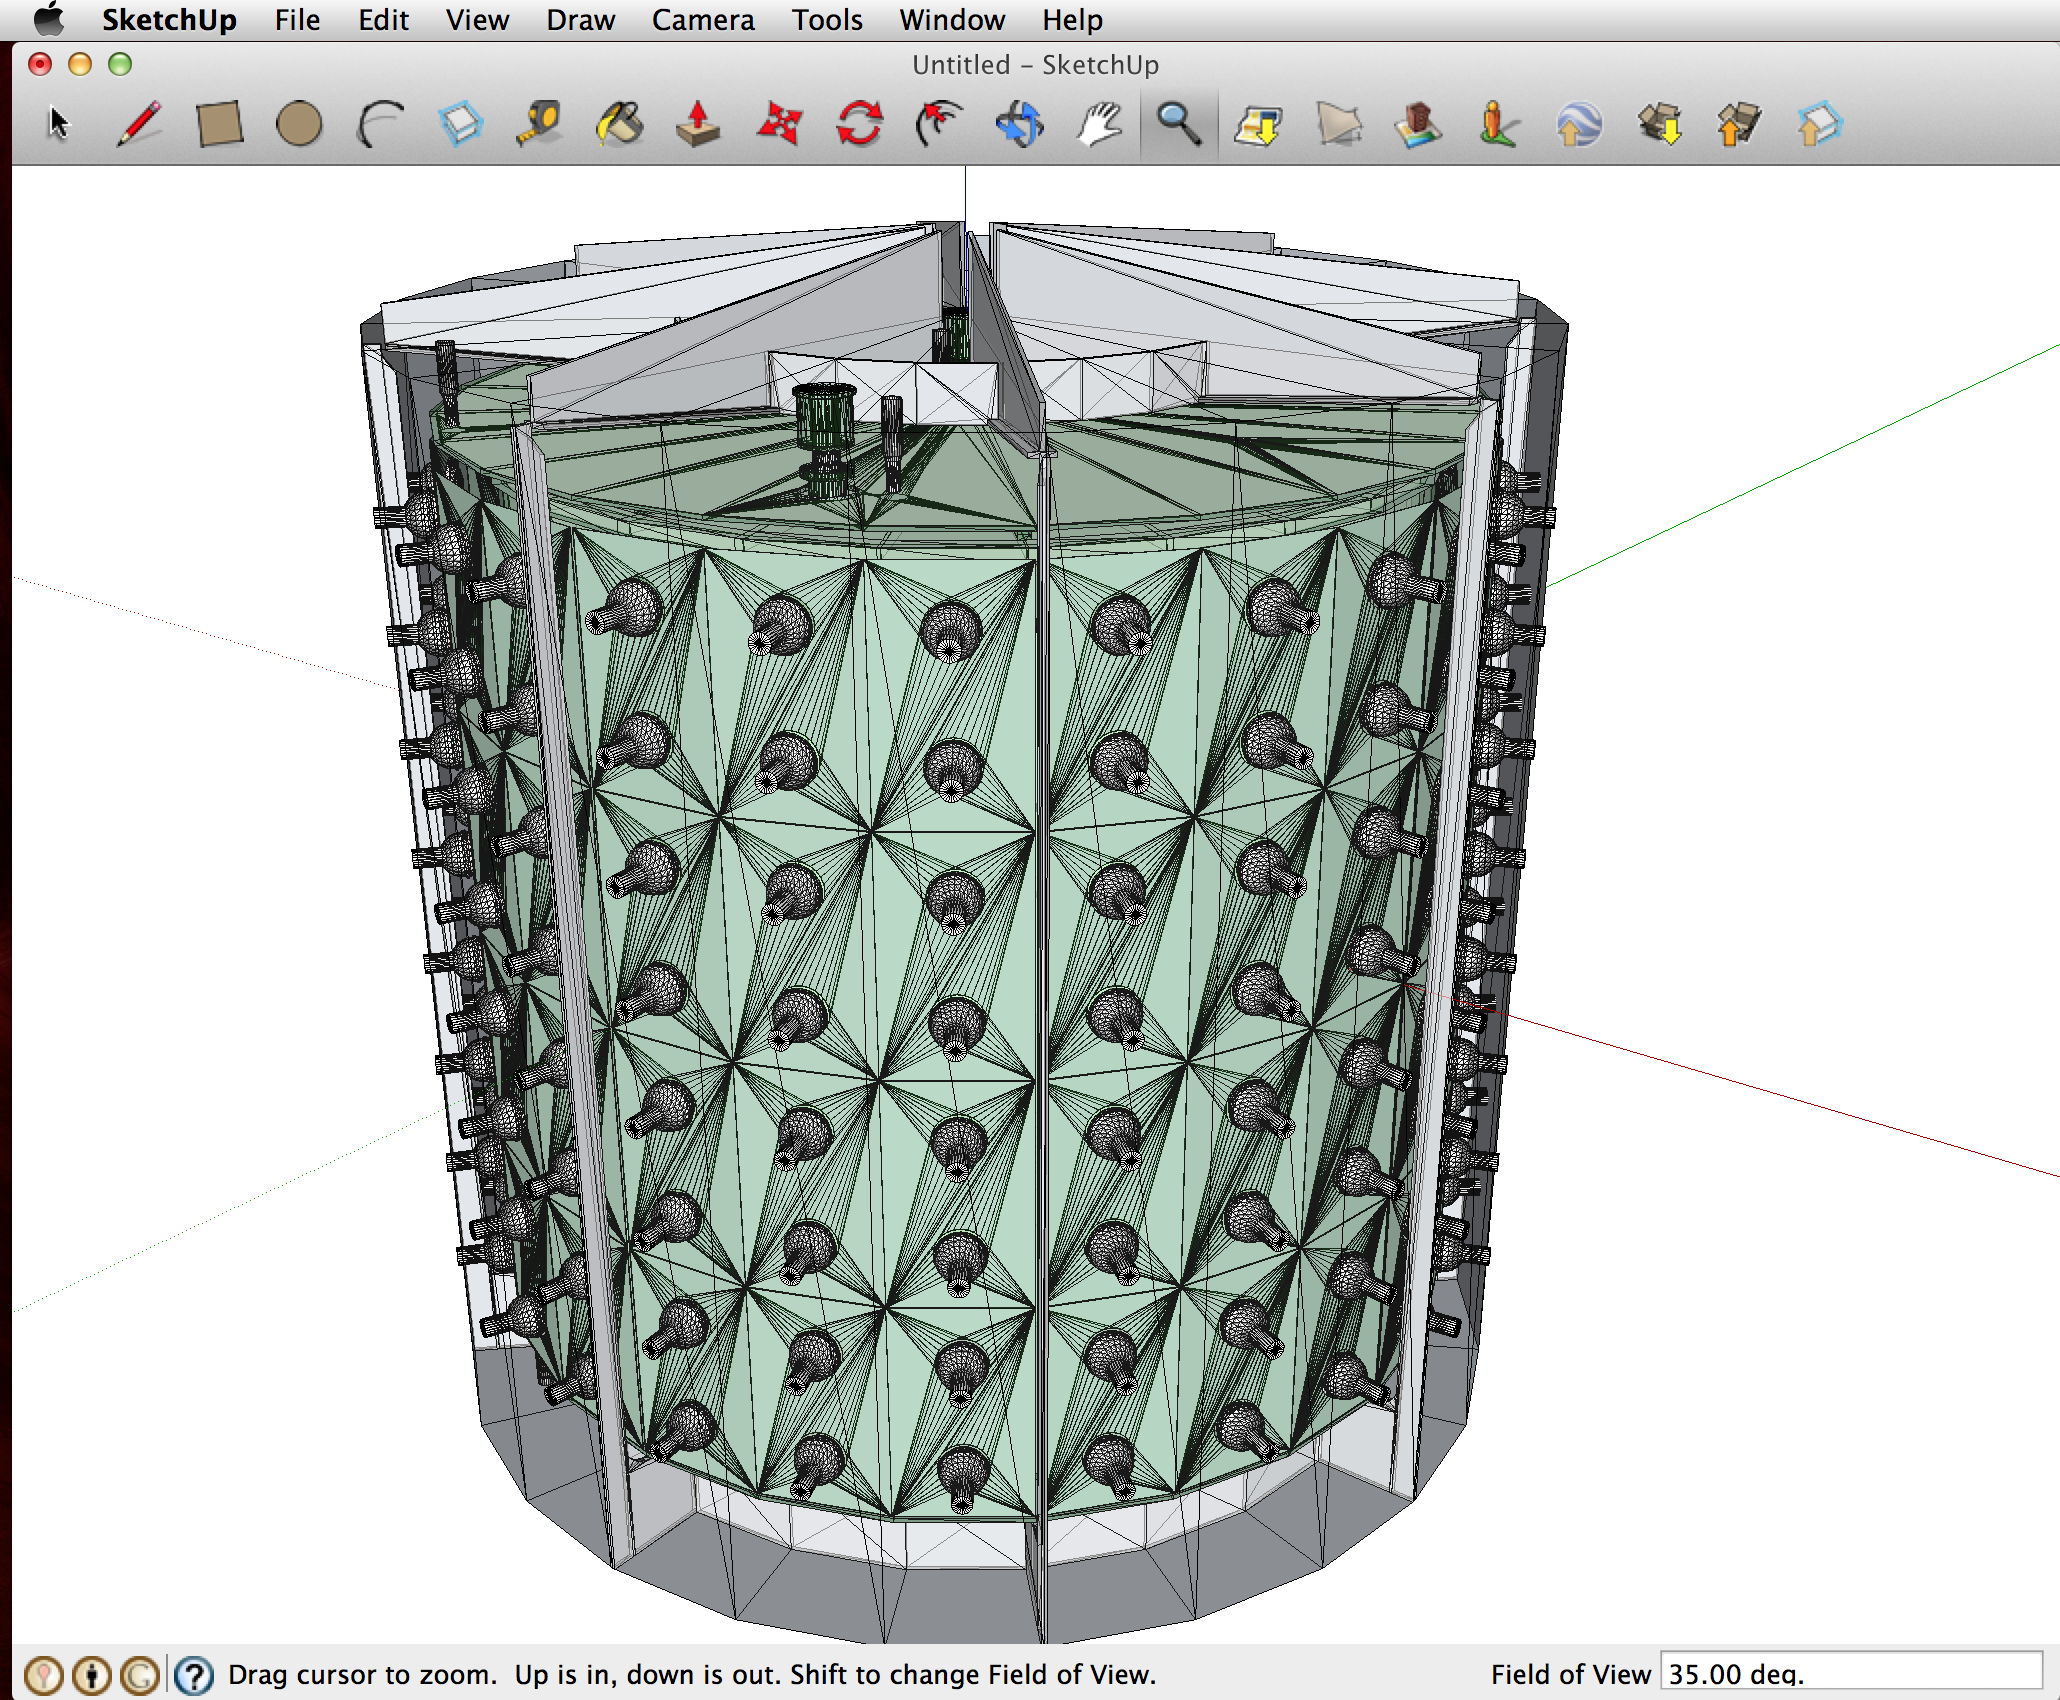 SketchUp File Edit View Draw Camera Tools Window Help
Untitled – SketchUp
Drag cursor to zoom.  Up is in, down is out. Shift to change Field of View.
Field of View 35.00 deg.